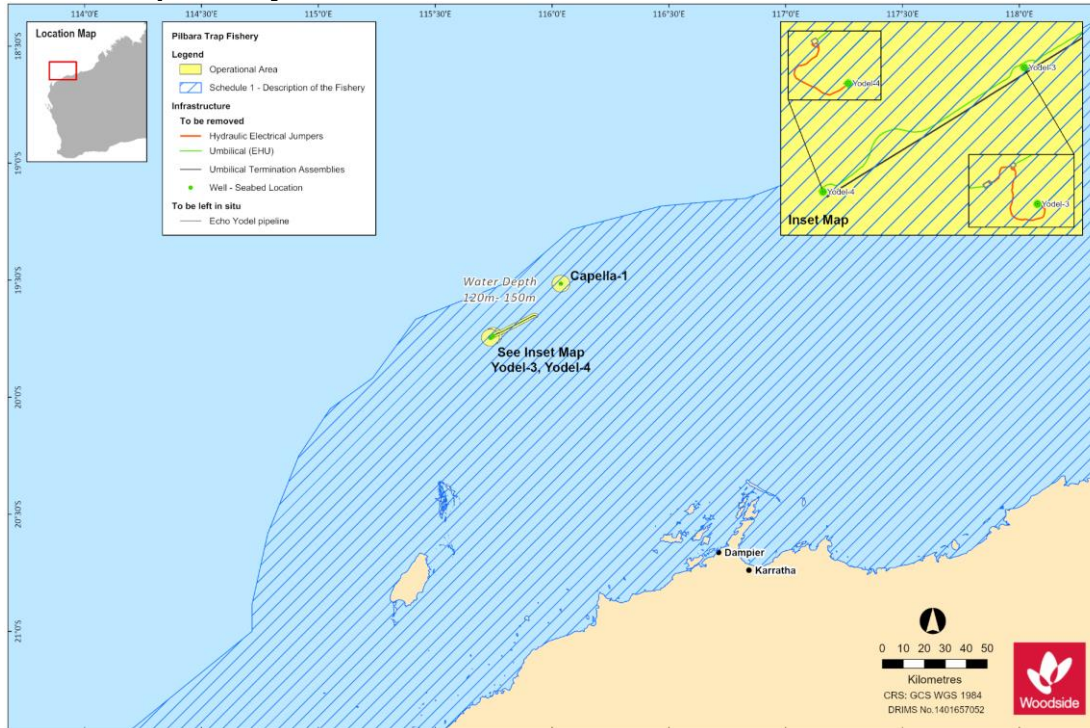 114°0'E
114°30'E
115°0'E
115°30'E
116°0'E
116°30'E
117°0'E
117°30'E
118°0'E
18°30'S
19°0'S
19°30'S
20°0'S
20°30'S
21°0'S
Location Map
Pilbara Trap Fishery
Legend
Operational Area
Schedule 1 - Description of the Fishery
Infrastructure
To be removed
Hydraulic Electrical Jumpers
Umbilical (EHU)
Umbilical Termination Assemblies
Well - Seabed Location
To be left in situ
Echo Yodel pipeline
Yodel-4
Yodel-3
Yodel-4
Yodel-3
Inset Map
Water Depth
120m- 150m
Capella-1
See Inset Map
Yodel-3, Yodel-4
Dampier
Karratha
0 10 20 30 40 50
Kilometres
CRS: GCS WGS 1984
DRIMS No.1401657052
Woodside